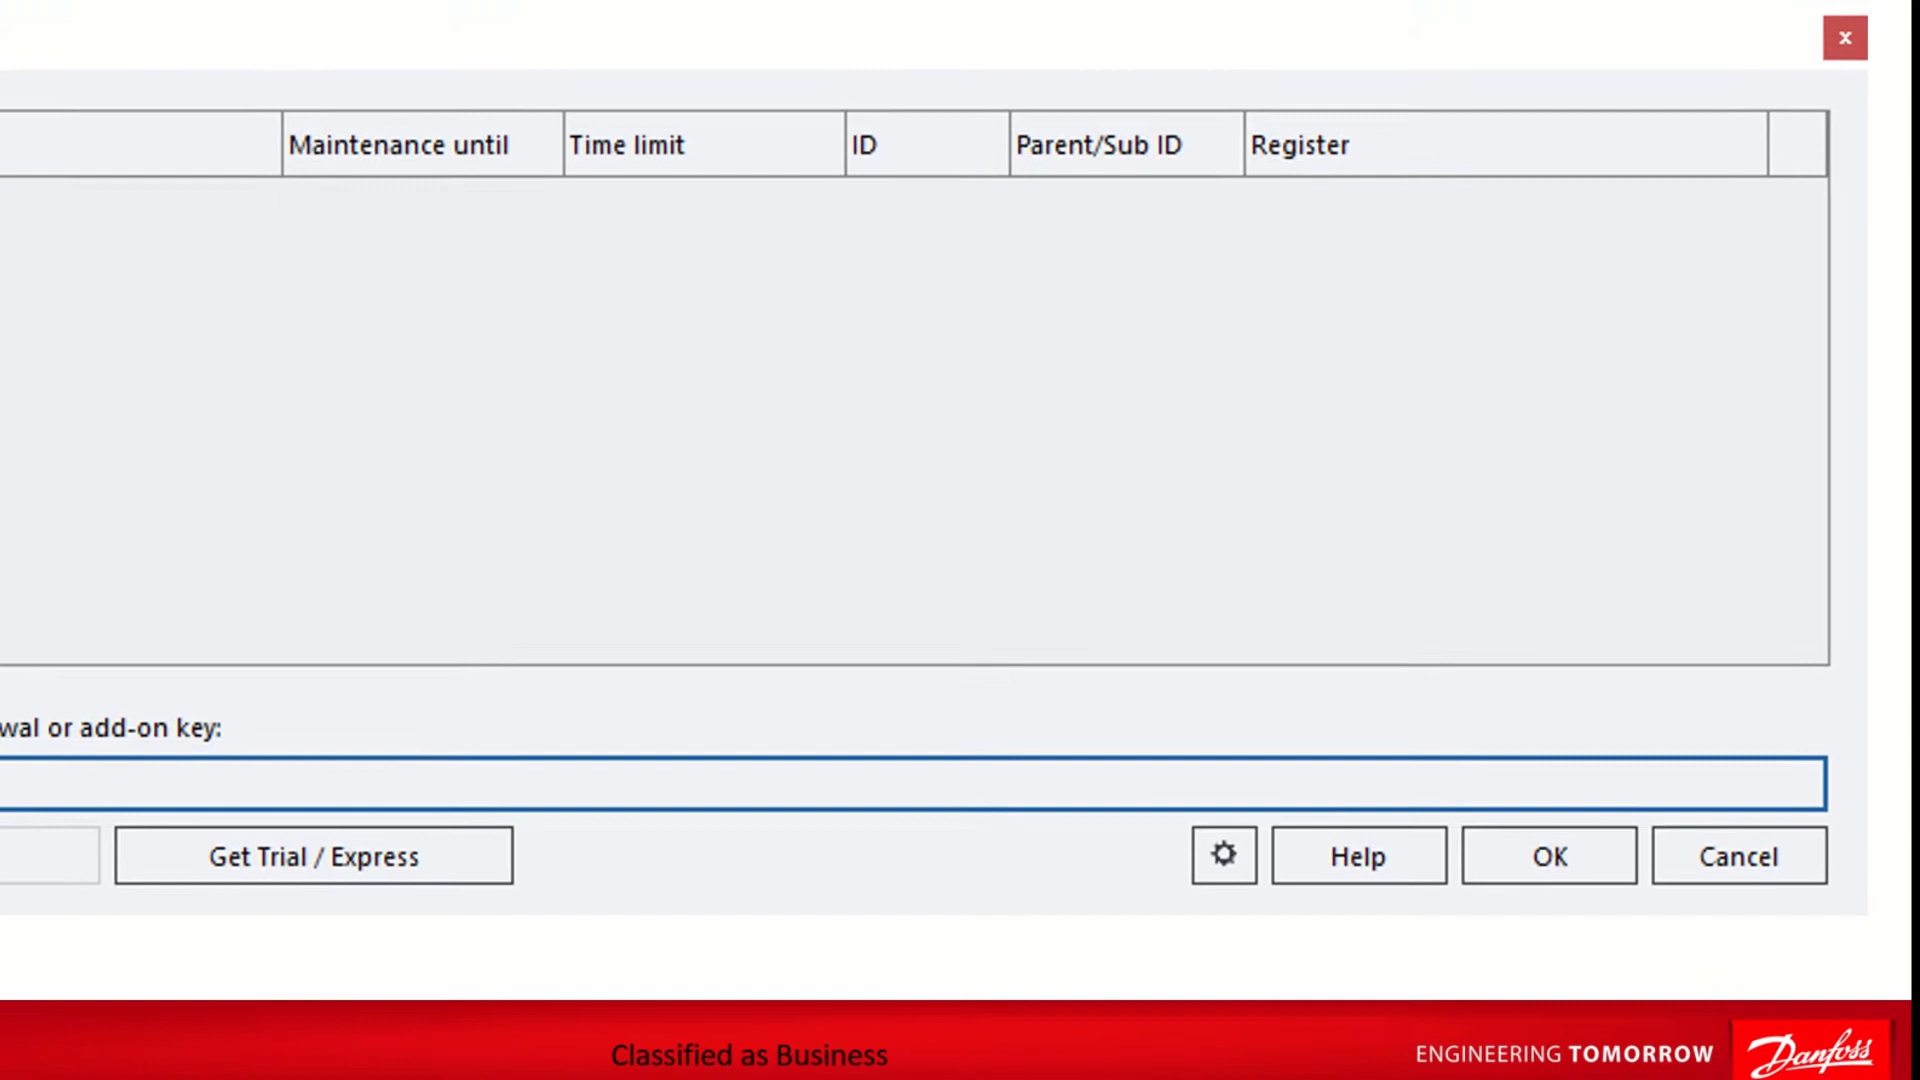 x
Maintenance until Time limit ID Parent/Sub ID Register
wal or add-on key:
Get Trial / Express Help OK Cancel
Classified as Business ENGINEERING TOMORROW Danfoss